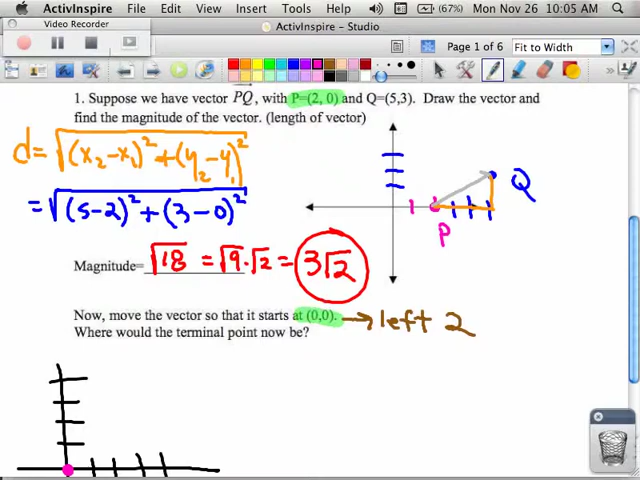 ActivInspire File Edit View Insert Tools Help (67%) Mon Nov 26 10:05 AM
Video Recorder
ActivInspire - Studio
Page 1 of 6 Fit to Width
1. Suppose we have vector PQ, with P=(2, 0) and Q=(5,3). Draw the vector and
find the magnitude of the vector. (length of vector)
d=√(x₂-x₁)²+(y₂-y₁)²
=√(5-2)²+(3-0)²
Q
P
Magnitude= √18 = √9·√2 = 3√2
Now, move the vector so that it starts at (0,0). → left 2
Where would the terminal point now be?